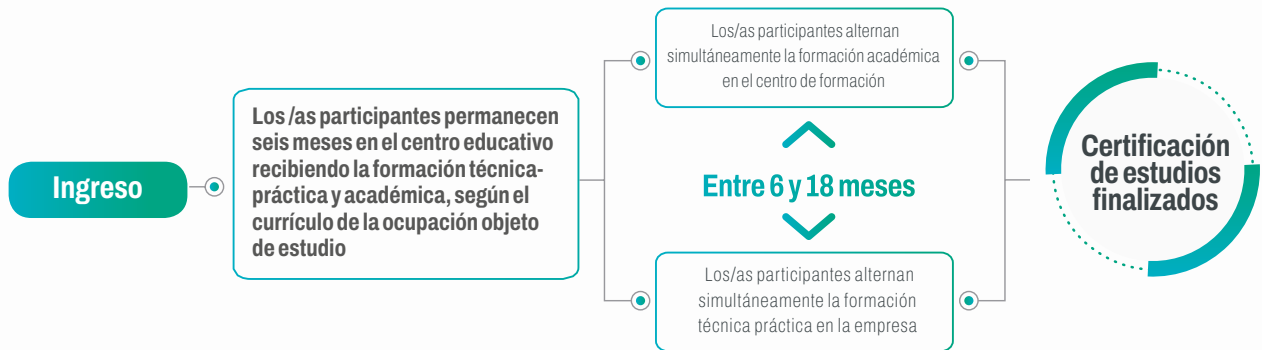 Ingreso
Los /as participantes permanecen
seis meses en el centro educativo
recibiendo la formación técnica-
práctica y académica, según el
currículo de la ocupación objeto
de estudio
Los/as participantes alternan
simultáneamente la formación académica
en el centro de formación
Entre 6 y 18 meses
Los/as participantes alternan
simultáneamente la formación
técnica práctica en la empresa
Certificación
de estudios
finalizados